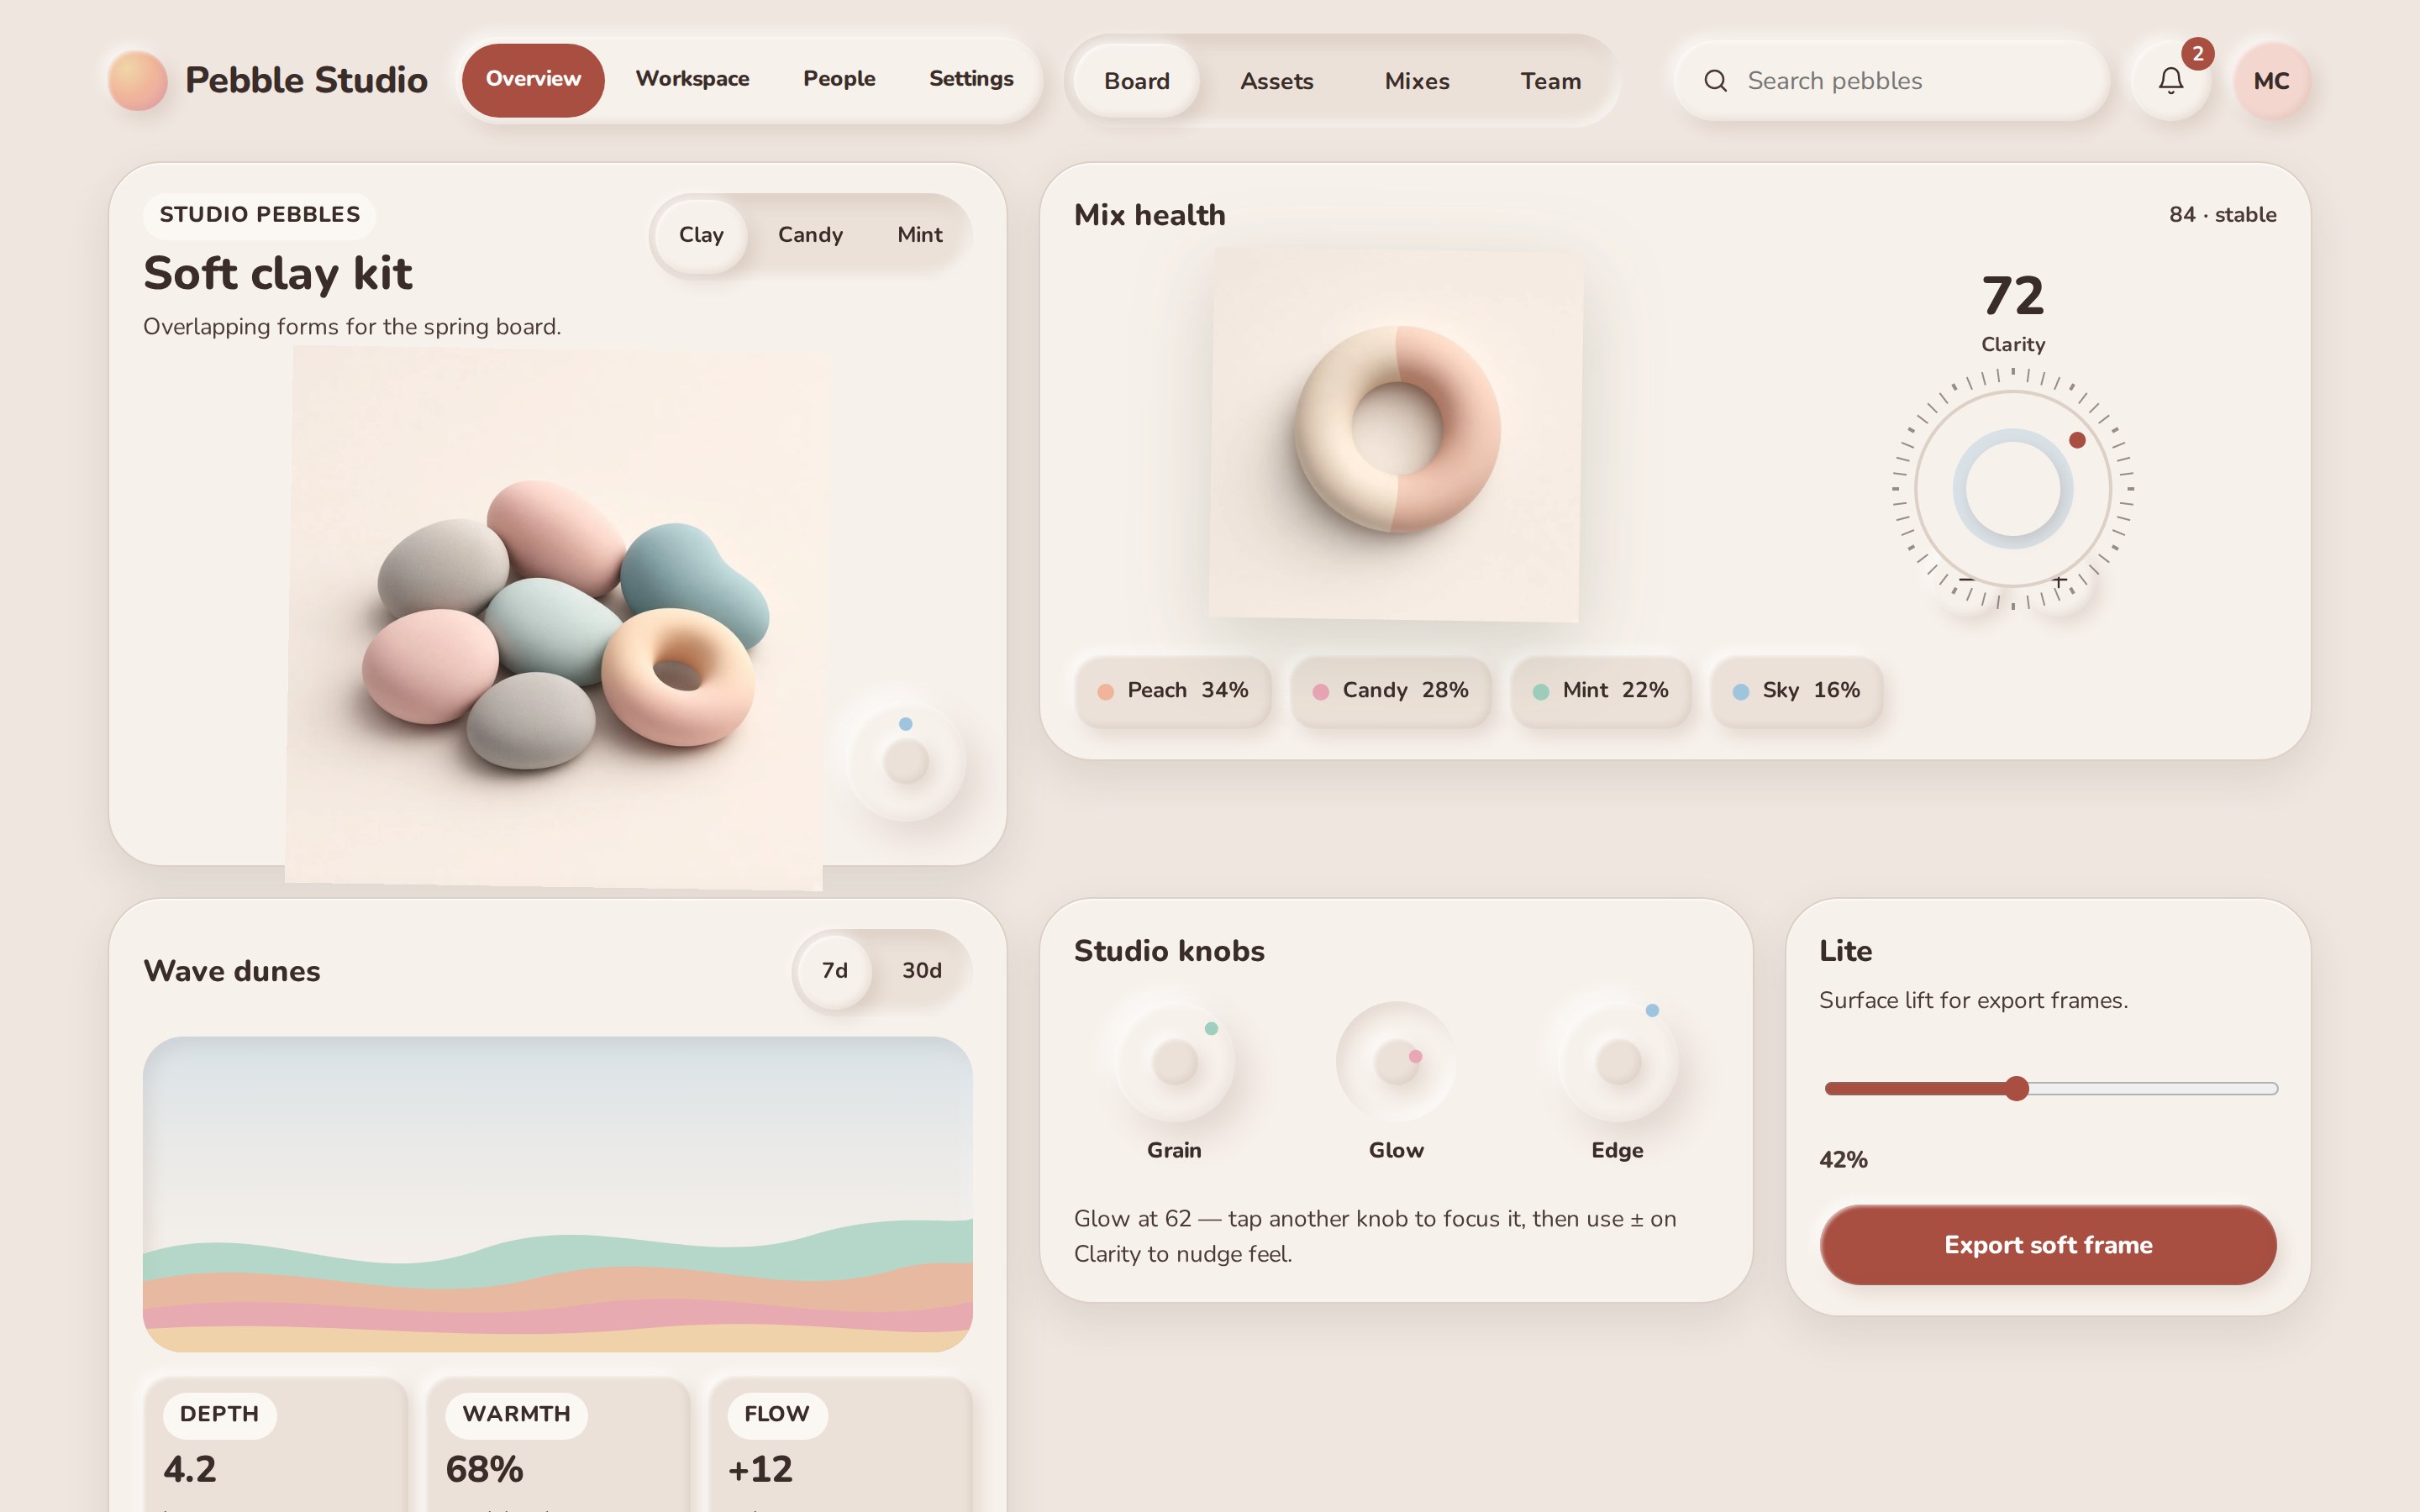 Pebble Studio
Overview Workspace People Settings
Board Assets Mixes Team
Search pebbles
2
MC
STUDIO PEBBLES
Clay Candy Mint
Soft clay kit
Overlapping forms for the spring board.
Mix health
84 · stable
72
Clarity
− +
Peach 34%
Candy 28%
Mint 22%
Sky 16%
Wave dunes
7d 30d
DEPTH
4.2
WARMTH
68%
FLOW
+12
Studio knobs
Grain
Glow
Edge
Glow at 62 — tap another knob to focus it, then use ± on
Clarity to nudge feel.
Lite
Surface lift for export frames.
42%
Export soft frame